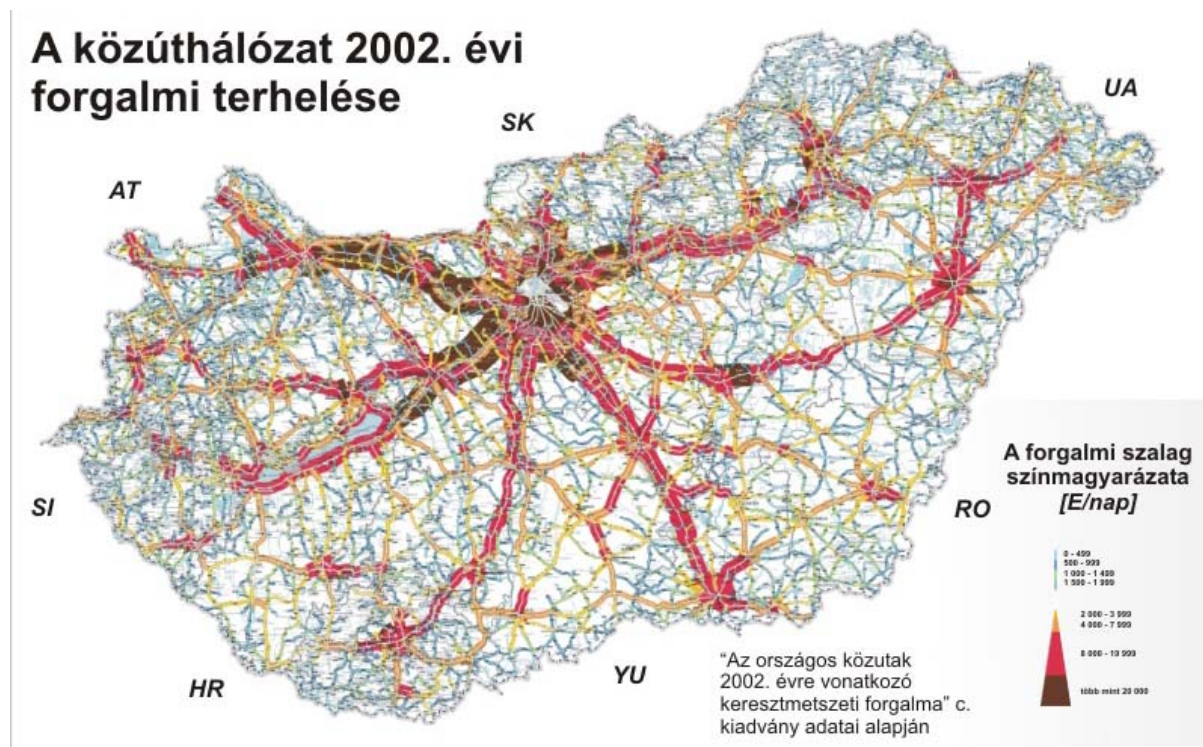 A közúthálózat 2002. évi
forgalmi terhelése
UA
SK
AT
SI
HR
YU
RO
A forgalmi szalag
színmagyarázata
[E/nap]
0 - 499
500 - 999
1 000 - 1 499
1 500 - 1 999
2 000 - 3 999
4 000 - 7 999
8 000 - 19 999
több mint 20 000
"Az országos közutak
2002. évre vonatkozó
keresztmetszeti forgalma" c.
kiadvány adatai alapján